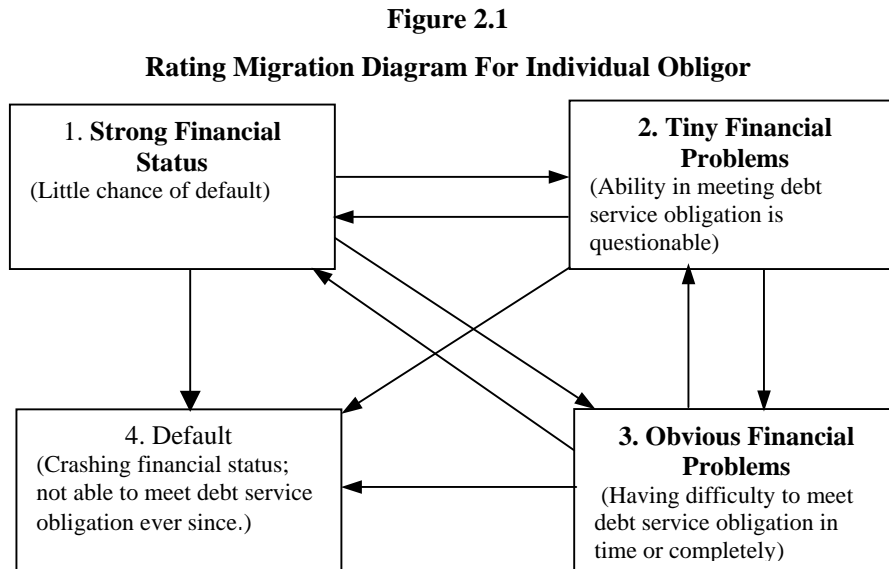 Figure 2.1
Rating Migration Diagram For Individual Obligor
1. Strong Financial
Status
(Little chance of default)
2. Tiny Financial
Problems
(Ability in meeting debt
service obligation is
questionable)
4. Default
(Crashing financial status;
not able to meet debt service
obligation ever since.)
3. Obvious Financial
Problems
(Having difficulty to meet
debt service obligation in
time or completely)